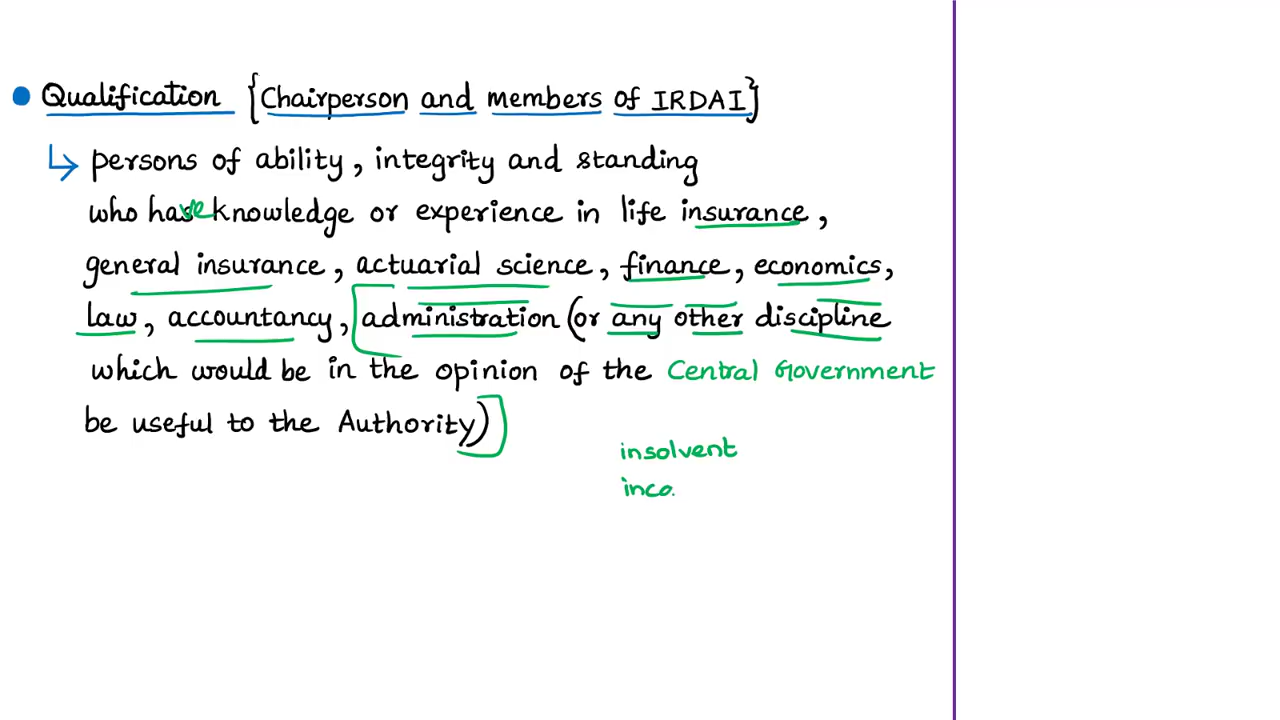 Qualification {Chairperson and members of IRDAI}
persons of ability, integrity and standing
who have knowledge or experience in life insurance,
general insurance, actuarial science, finance, economics,
law, accountancy, administration (or any other discipline
which would be in the opinion of the Central Government
be useful to the Authority)
insolvent
inco.